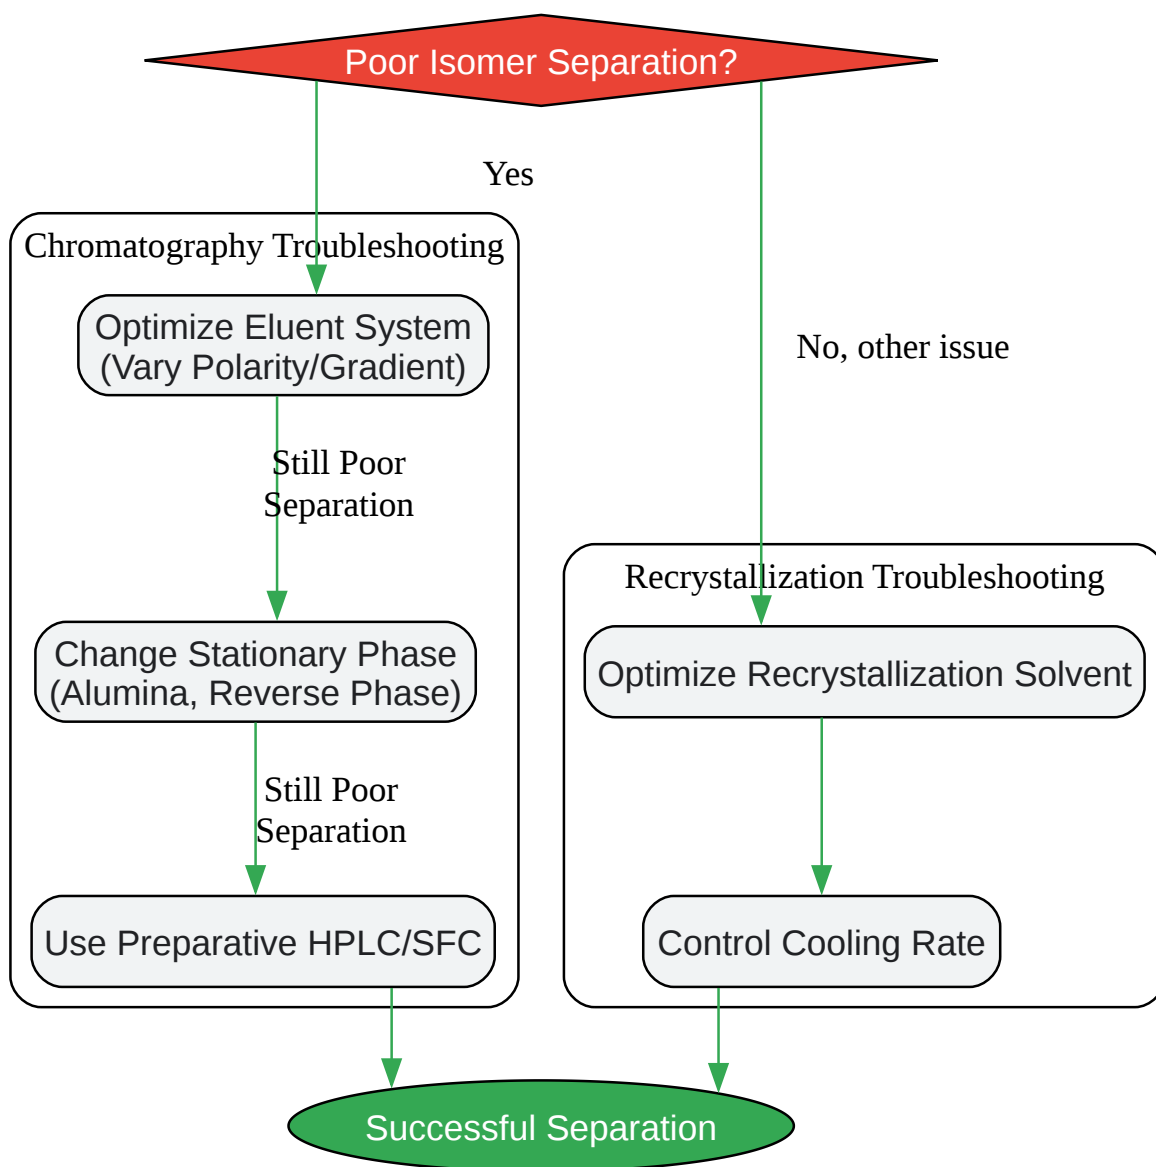 Poor Isomer Separation?
Yes
Chromatography Troubleshooting
Optimize Eluent System
(Vary Polarity/Gradient)
No, other issue
Still Poor
Separation
Recrystallization Troubleshooting
Change Stationary Phase
(Alumina, Reverse Phase)
Optimize Recrystallization Solvent
Still Poor
Separation
Use Preparative HPLC/SFC
Control Cooling Rate
Successful Separation